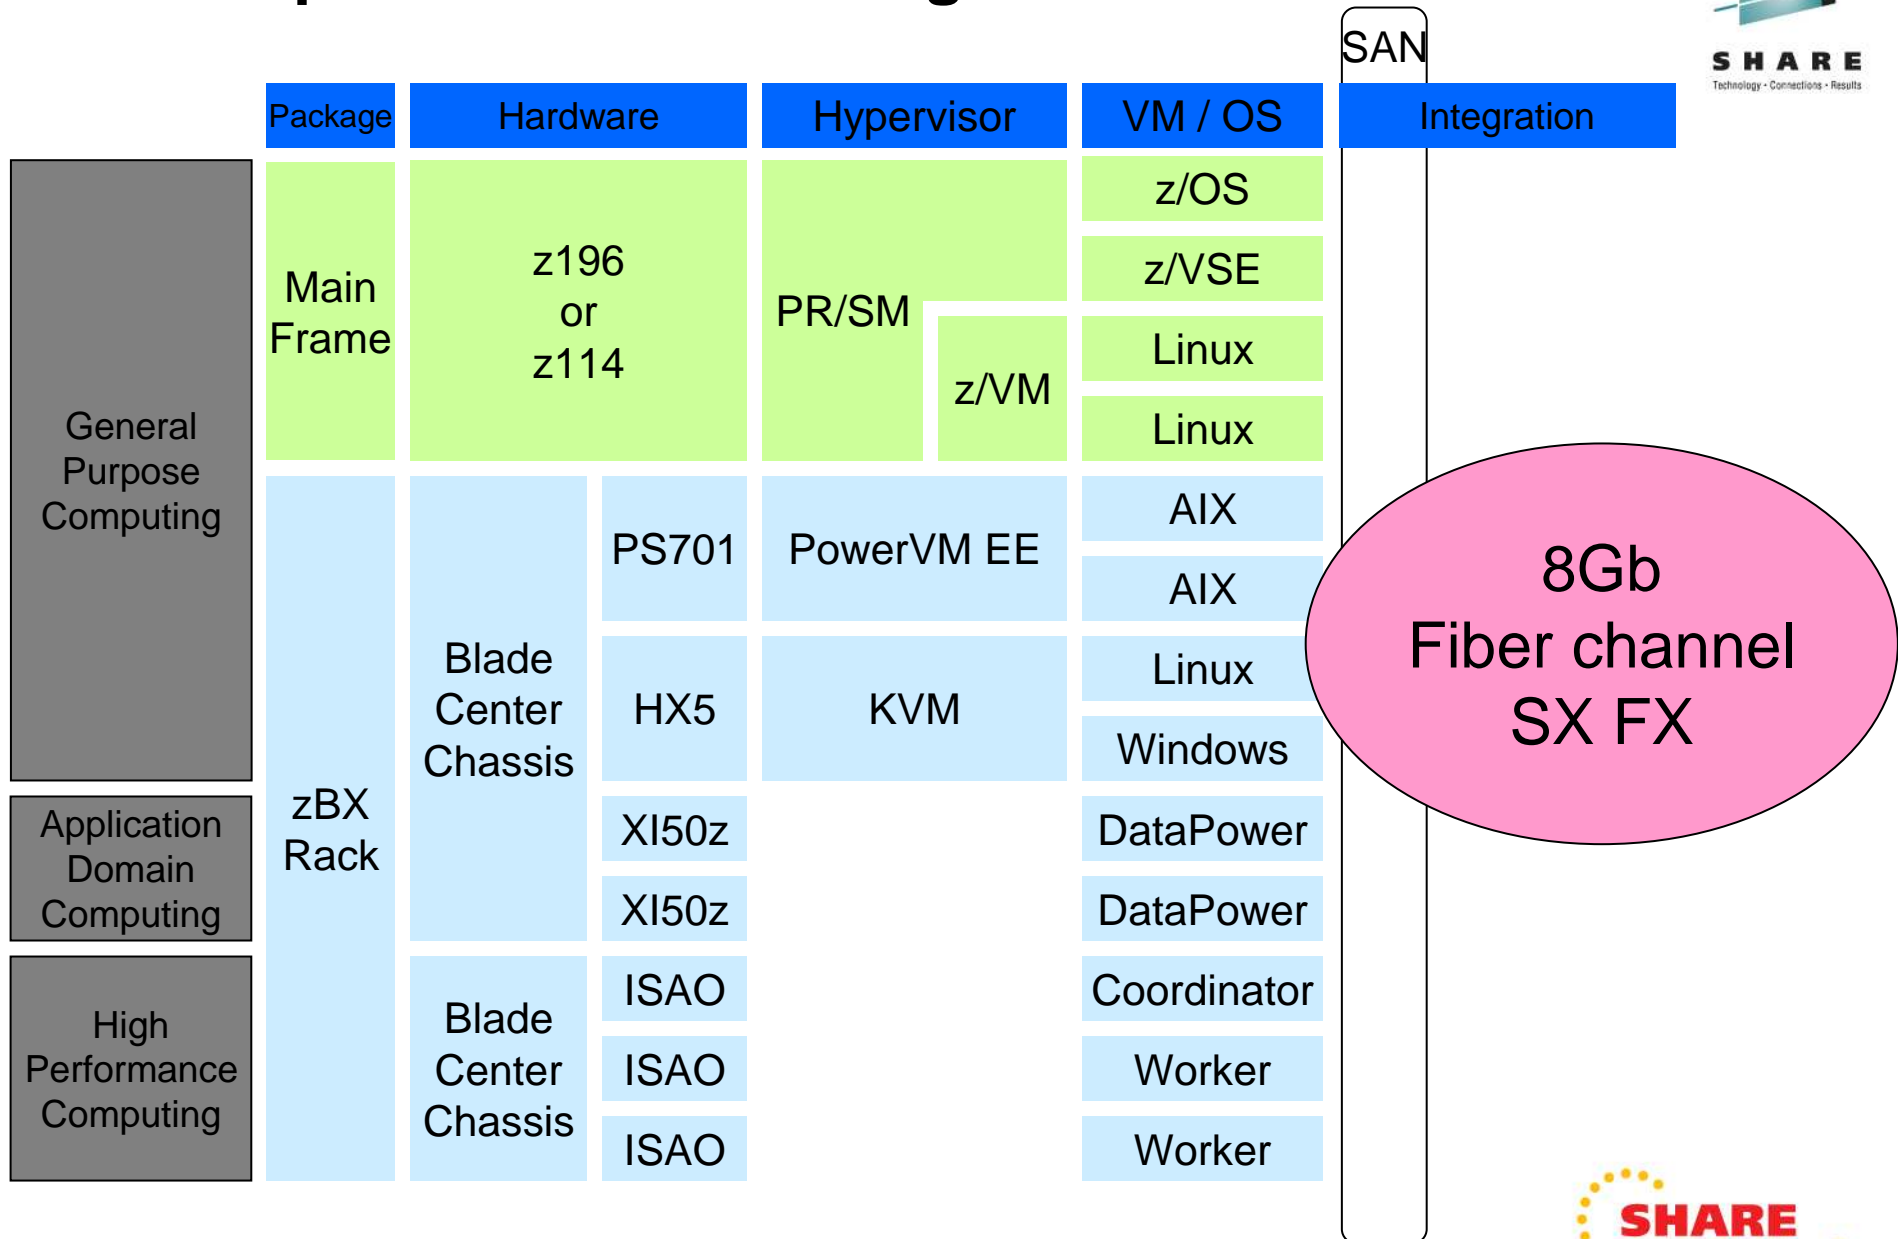 SAN
SHARE
Technology · Connections · Results
Package
Hardware
Hypervisor
VM / OS
Integration
General
Purpose
Computing
Main
Frame
z196
or
z114
PR/SM
z/VM
z/OS
z/VSE
Linux
Linux
zBX
Rack
Blade
Center
Chassis
PS701
PowerVM EE
AIX
AIX
HX5
KVM
Linux
Windows
8Gb
Fiber channel
SX FX
Application
Domain
Computing
XI50z
DataPower
XI50z
DataPower
High
Performance
Computing
Blade
Center
Chassis
ISAO
Coordinator
ISAO
Worker
ISAO
Worker
SHARE